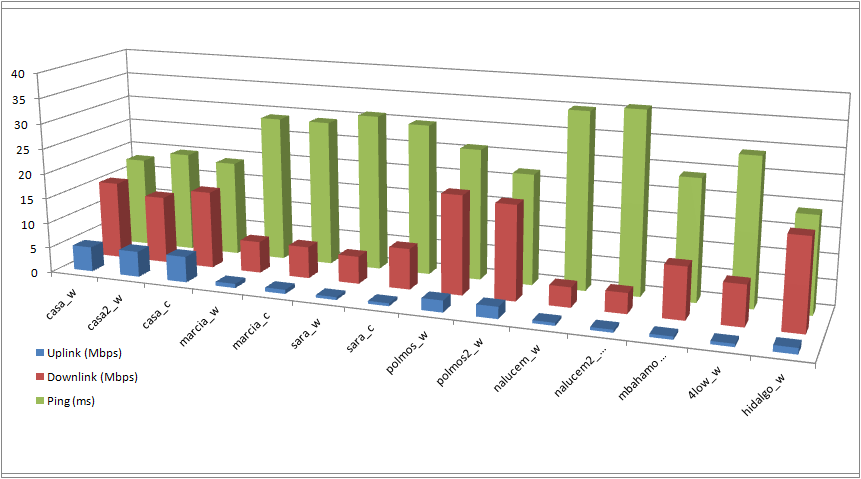 40
35
30
25
20
15
10
5
0
casa_w
casa2_w
casa_c
marcia_w
marcia_c
sara_w
sara_c
polmos_w
polmos2_w
nalucem_w
nalucem2_...
mbahamo...
4low_w
hidalgo_w
Uplink (Mbps)
Downlink (Mbps)
Ping (ms)